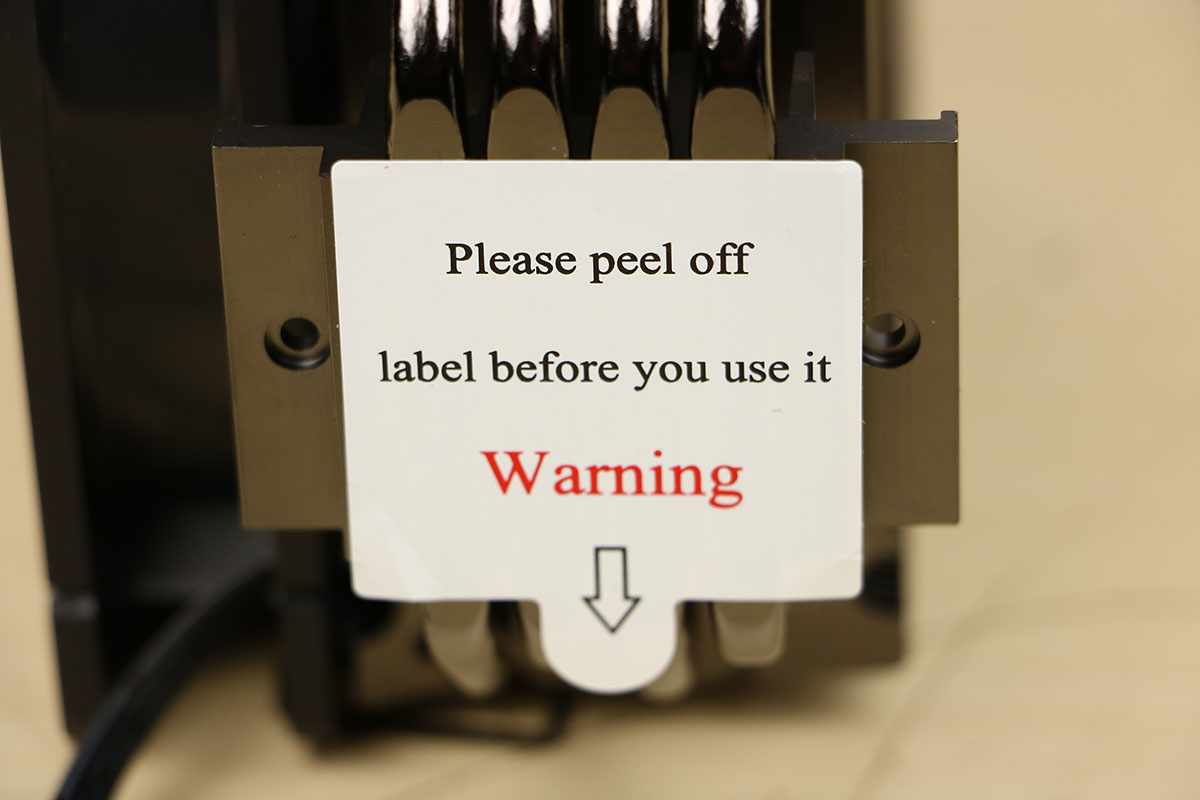 Please peel off
label before you use it
Warning